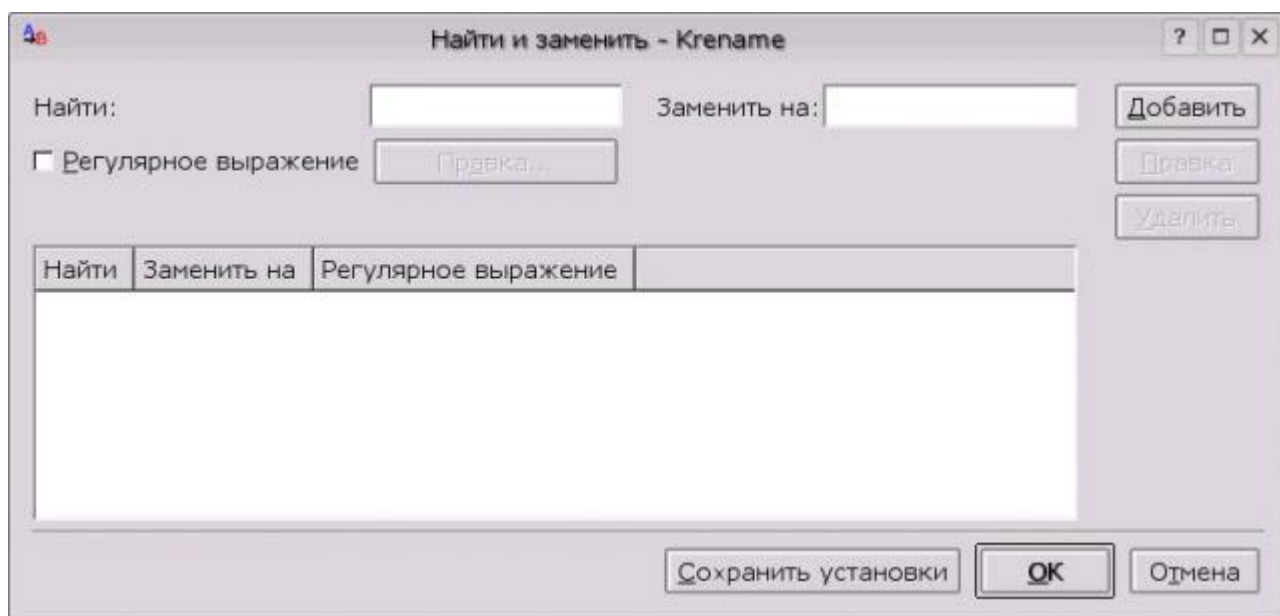 Найти и заменить - Krename
Найти: Заменить на: Добавить
Регулярное выражение Правка... Правка
Удалить
Найти Заменить на Регулярное выражение
Сохранить установки OK Отмена